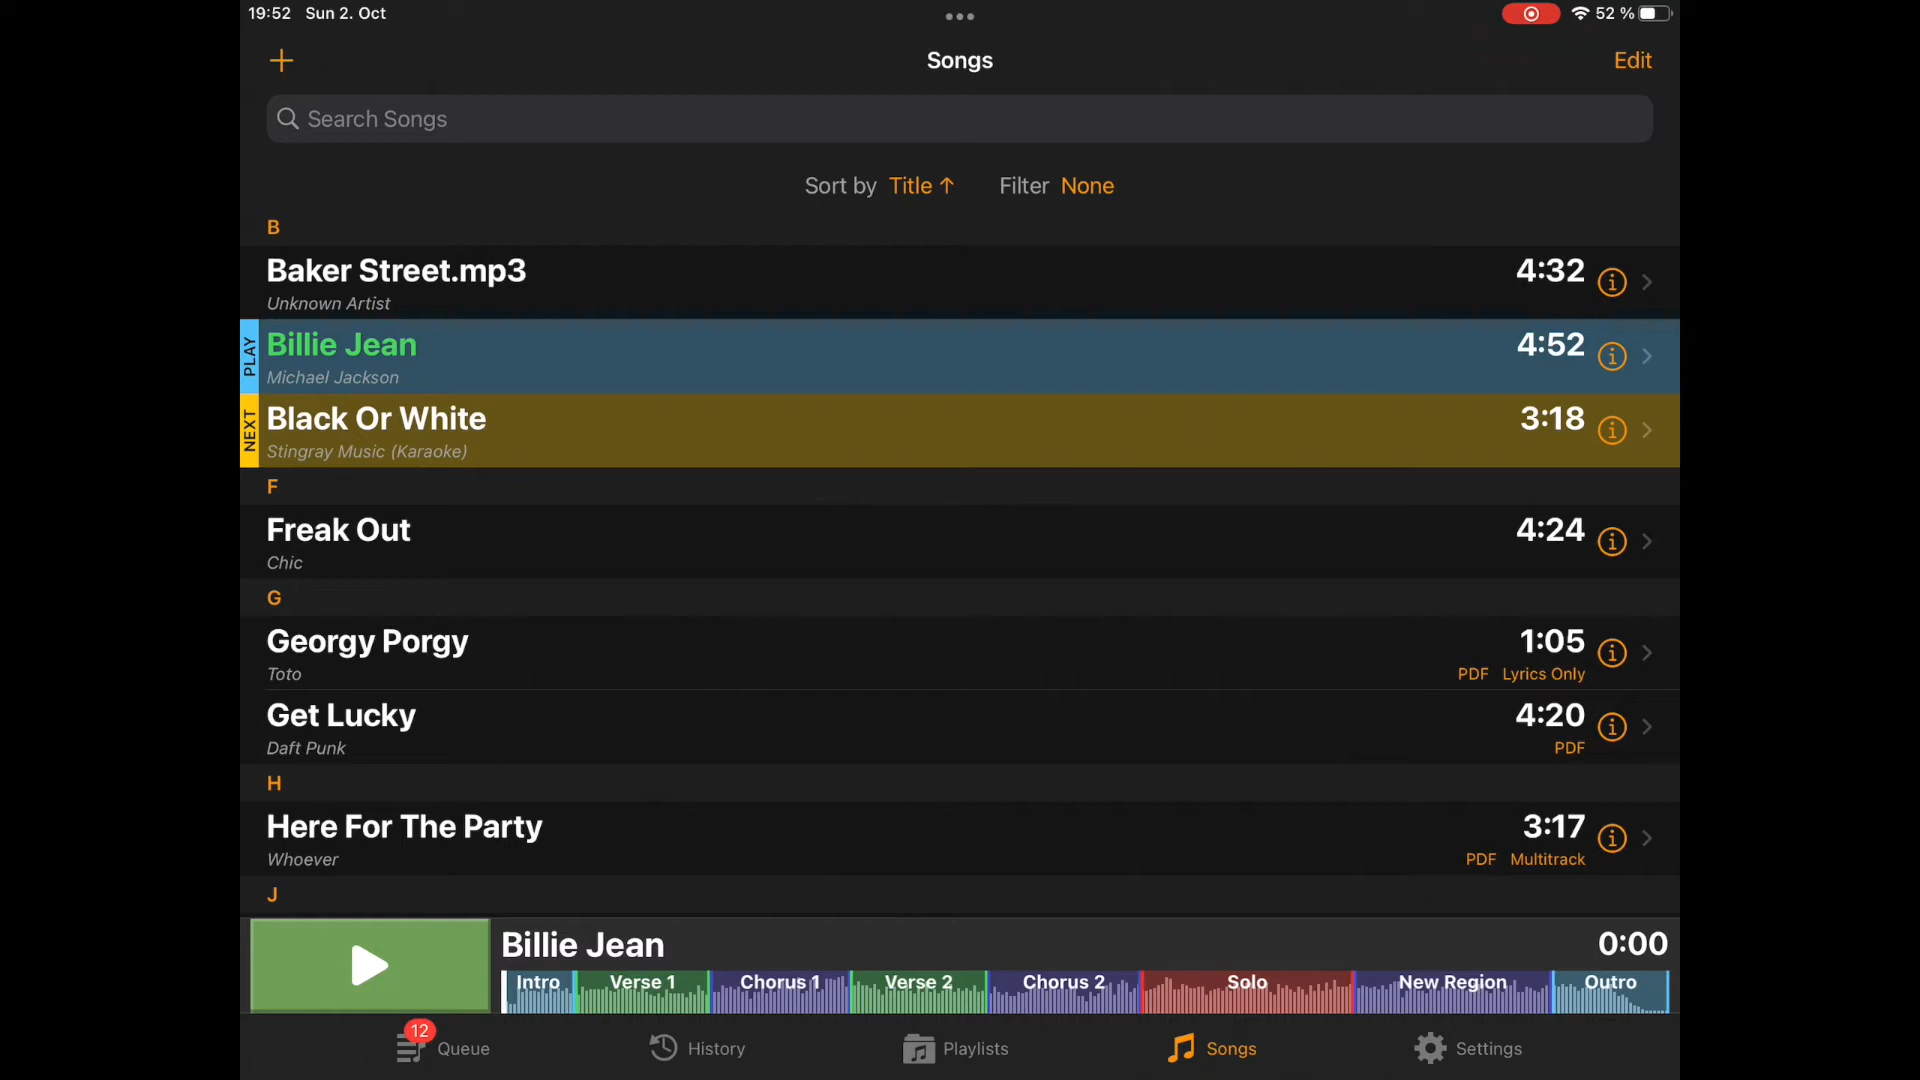 19:52 Sun 2. Oct
52 %
Songs
Edit
Search Songs
Sort by Title ↑ Filter None
B
Baker Street.mp3 4:32
Unknown Artist
PLAY
Billie Jean 4:52
Michael Jackson
NEXT
Black Or White 3:18
Stingray Music (Karaoke)
F
Freak Out 4:24
Chic
G
Georgy Porgy 1:05
Toto PDF Lyrics Only
Get Lucky 4:20
Daft Punk PDF
H
Here For The Party 3:17
Whoever PDF Multitrack
J
Billie Jean 0:00
Intro Verse 1 Chorus 1 Verse 2 Chorus 2 Solo New Region Outro
12
Queue History Playlists Songs Settings